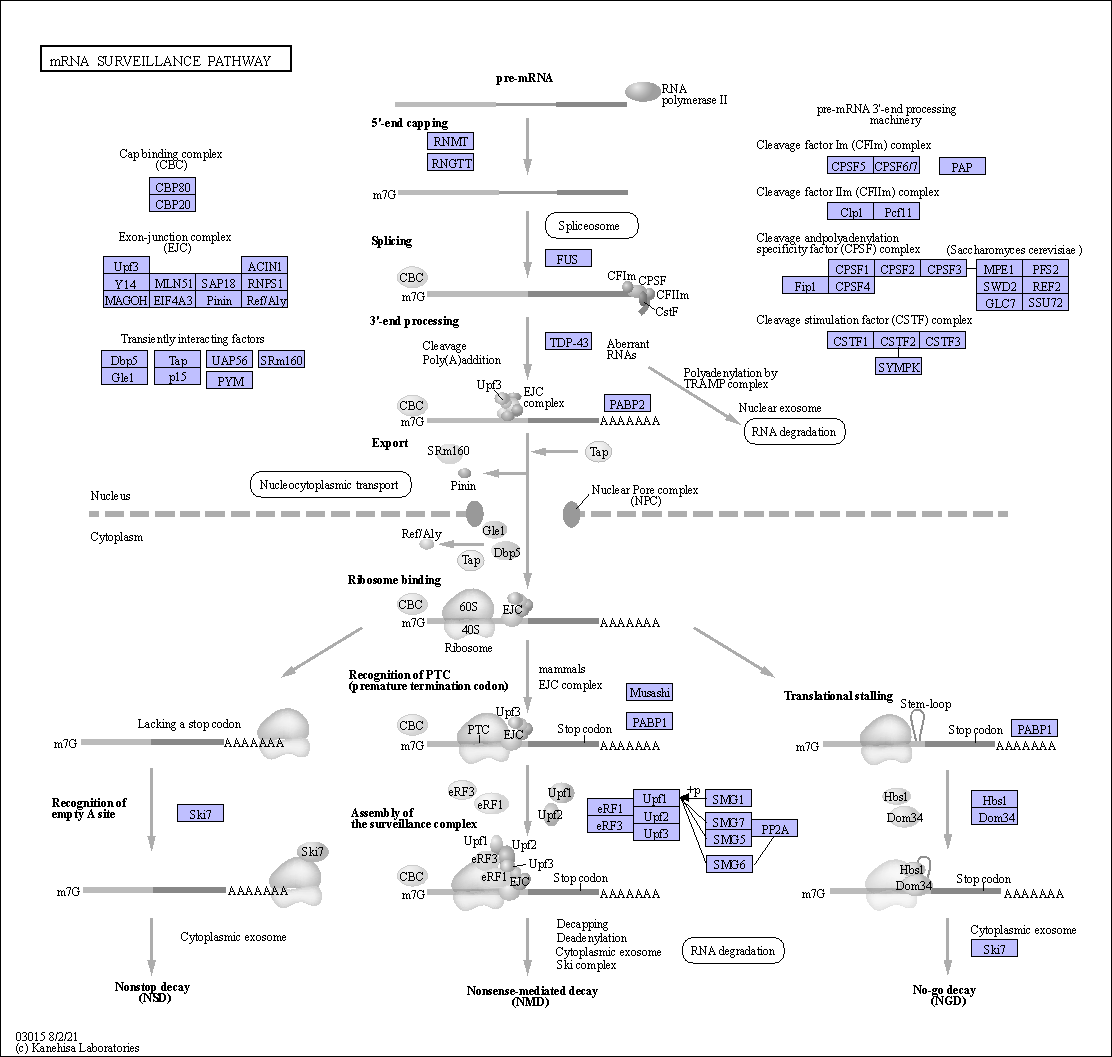 mRNA SURVEILLANCE PATHWAY
pre-mRNA
RNA
polymerase II
5'-end capping
RNMT
RNGTT
m7G
Spliceosome
Splicing
FUS
CBC
m7G
CFIm
CPSF
CFIIm
CstF
3'-end processing
Cleavage
Poly(A)addition
TDP-43
Aberrant
RNAs
Polyadenylation by
TRAMP complex
Nuclear exosome
RNA degradation
Upf3
EJC
complex
CBC
m7G
PABP2
AAAAAAA
Export
SRm160
Tap
Pinin
Nucleocytoplasmic transport
Nucleus
Cytoplasm
Nuclear Pore complex
(NPC)
Gle1
Ref/Aly
Dbp5
Tap
Ribosome binding
CBC
m7G
60S
40S
EJC
AAAAAAA
Ribosome
Cap binding complex
(CBC)
CBP80
CBP20
Exon-junction complex
(EJC)
Upf3
ACIN1
Y14
MLN51
SAP18
RNPS1
MAGOH
EIF4A3
Pinin
Ref/Aly
Transiently interacting factors
Dbp5
Tap
UAP56
SRm160
Gle1
p15
PYM
pre-mRNA 3'-end processing
machinery
Cleavage factor Im (CFIm) complex
CPSF5
CPSF6/7
PAP
Cleavage factor IIm (CFIIm) complex
Clp1
Pcf11
Cleavage andpolyadenylation
specificity factor (CPSF) complex
(Saccharomyces cerevisiae )
CPSF1
CPSF2
CPSF3
MPE1
PFS2
Fip1
CPSF4
SWD2
REF2
GLC7
SSU72
Cleavage stimulation factor (CSTF) complex
CSTF1
CSTF2
CSTF3
SYMPK
Lacking a stop codon
m7G
AAAAAAA
Recognition of
empty A site
Ski7
Ski7
m7G
AAAAAAA
Cytoplasmic exosome
Nonstop decay
(NSD)
Recognition of PTC
(premature termination codon)
mammals
EJC complex
Musashi
PABP1
CBC
m7G
PTC
Upf3
EJC
Stop codon
AAAAAAA
eRF3
eRF1
Upf1
Upf2
Assembly of
the surveillance complex
eRF1
eRF3
Upf1
Upf2
Upf3
+p
SMG1
SMG7
SMG5
PP2A
SMG6
Upf1
Upf2
eRF3
Upf3
eRF1
EJC
CBC
m7G
Stop codon
AAAAAAA
Decapping
Deadenylation
Cytoplasmic exosome
Ski complex
RNA degradation
Nonsense-mediated decay
(NMD)
Translational stalling
Stem-loop
Stop codon
PABP1
m7G
AAAAAAA
Hbs1
Dom34
Hbs1
Dom34
Hbs1
Dom34
Stop codon
m7G
AAAAAAA
Cytoplasmic exosome
Ski7
No-go decay
(NGD)
03015 8/2/21
(c) Kanehisa Laboratories